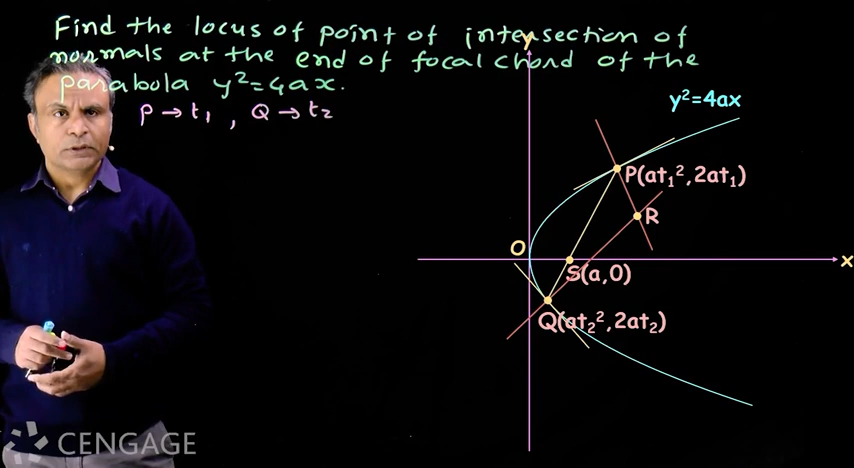 Find the locus of point of intersection of
normals at the end of focal chord of the
parabola y²=4ax.
P→t₁, Q→t₂
y
y²=4ax
P(at₁²,2at₁)
R
O
x
S(a,0)
Q(at₂²,2at₂)
CENGAGE